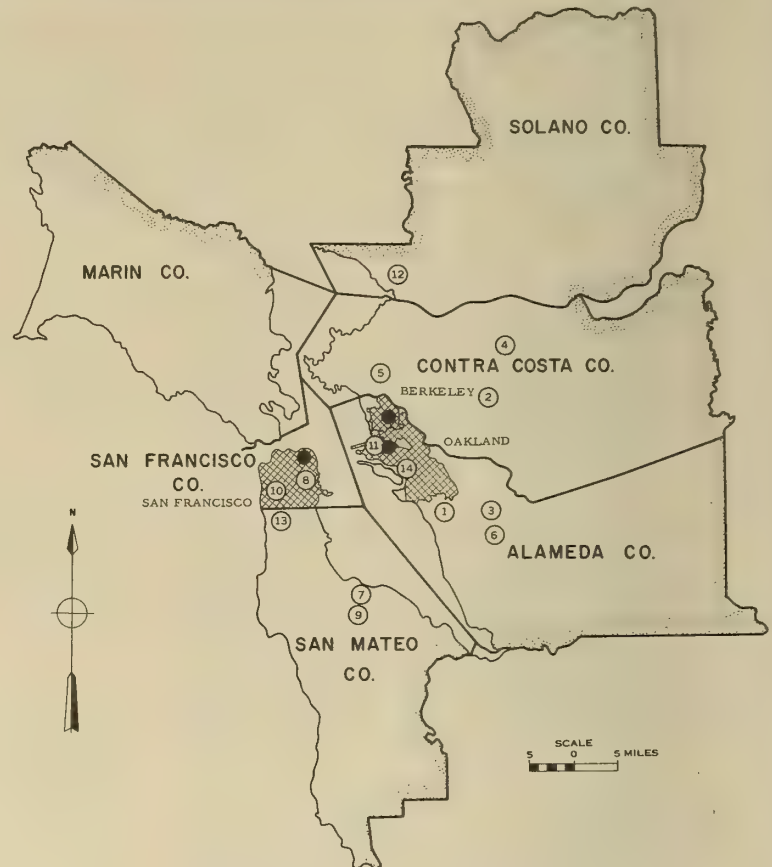 SOLANO CO.
MARIN CO.
12
4
CONTRA COSTA CO.
5
BERKELEY
2
11
OAKLAND
SAN FRANCISCO
CO.
14
8
10
SAN FRANCISCO
1
3
13
6
ALAMEDA CO.
N
7
9
SAN MATEO
CO.
SCALE
5 0 5 MILES